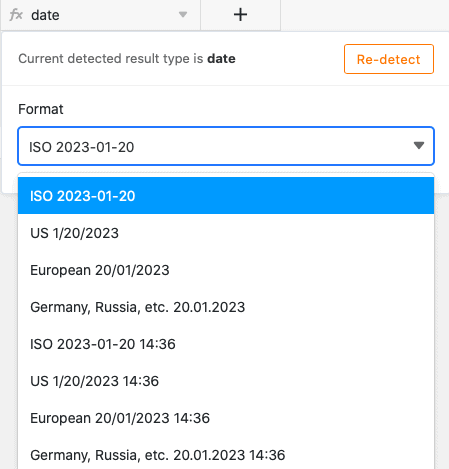 fx date +
Current detected result type is date Re-detect
Format
ISO 2023-01-20
ISO 2023-01-20
US 1/20/2023
European 20/01/2023
Germany, Russia, etc. 20.01.2023
ISO 2023-01-20 14:36
US 1/20/2023 14:36
European 20/01/2023 14:36
Germany, Russia, etc. 20.01.2023 14:36